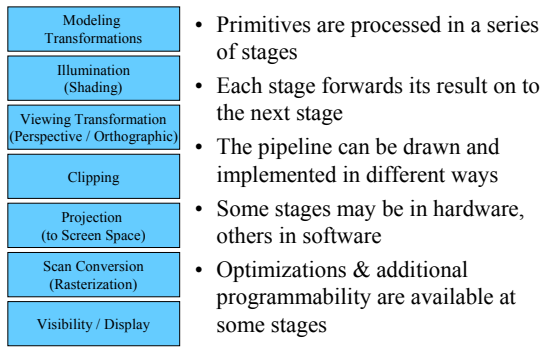 Modeling
Transformations
Illumination
(Shading)
Viewing Transformation
(Perspective / Orthographic)
Clipping
Projection
(to Screen Space)
Scan Conversion
(Rasterization)
Visibility / Display
• Primitives are processed in a series
of stages
• Each stage forwards its result on to
the next stage
• The pipeline can be drawn and
implemented in different ways
• Some stages may be in hardware,
others in software
• Optimizations & additional
programmability are available at
some stages